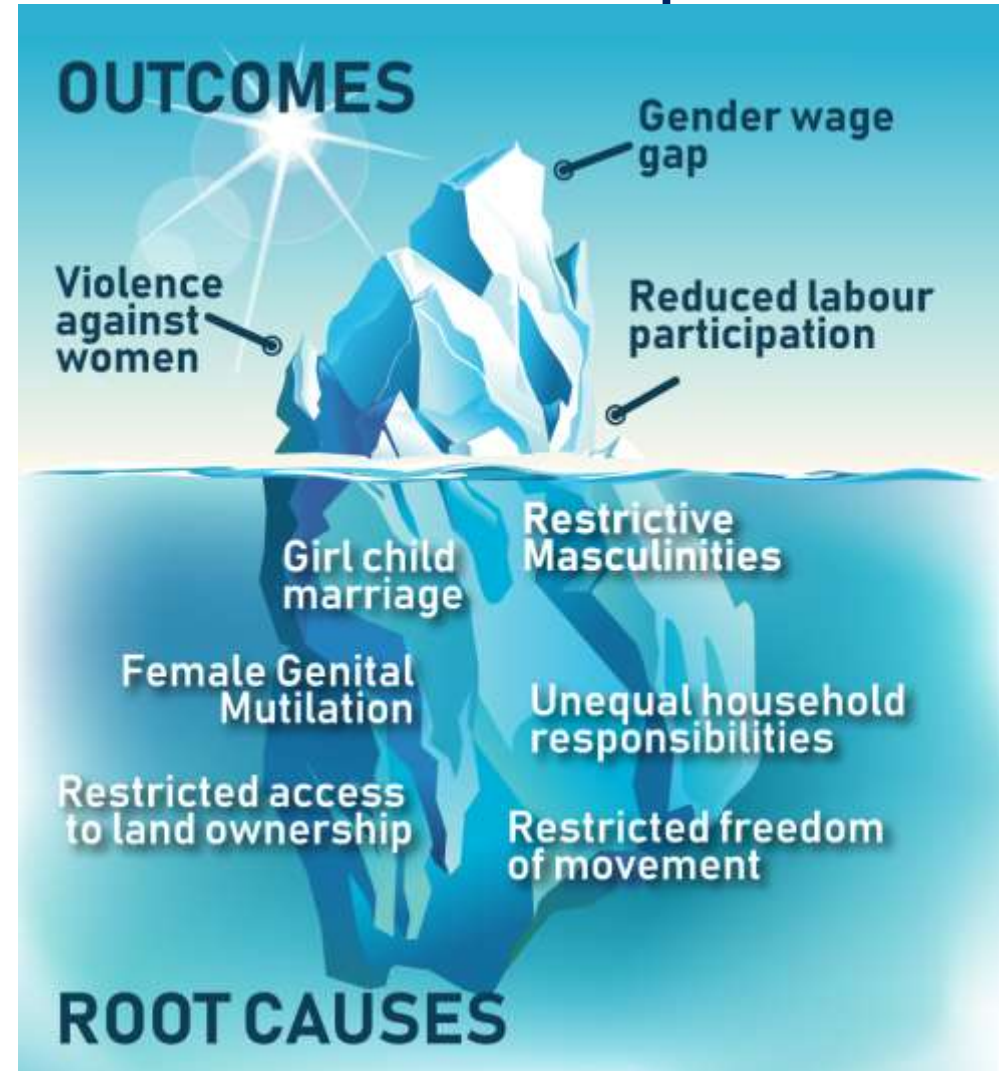 OUTCOMES
Gender wage
gap
Violence
against
women
Reduced labour
participation
Restrictive
Masculinities
Girl child
marriage
Female Genital
Mutilation
Unequal household
responsibilities
Restricted access
to land ownership
Restricted freedom
of movement
ROOT CAUSES